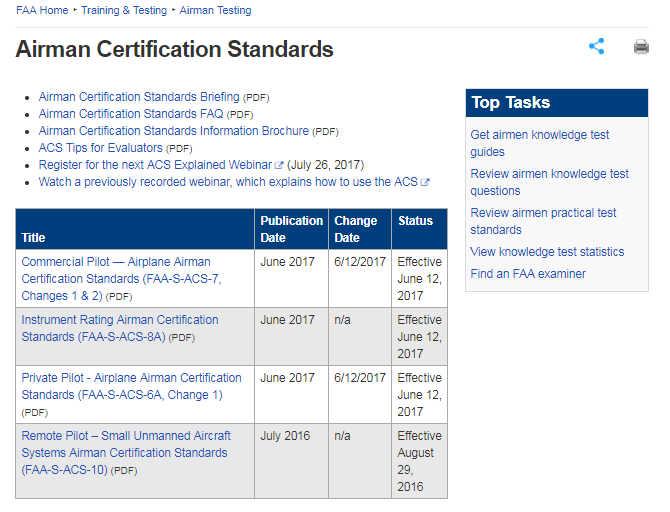 FAA Home ‣ Training & Testing ‣ Airman Testing
Airman Certification Standards
• Airman Certification Standards Briefing (PDF)
• Airman Certification Standards FAQ (PDF)
• Airman Certification Standards Information Brochure (PDF)
• ACS Tips for Evaluators (PDF)
• Register for the next ACS Explained Webinar (July 26, 2017)
• Watch a previously recorded webinar, which explains how to use the ACS
Title
Publication
Date
Change
Date
Status
Commercial Pilot — Airplane Airman
Certification Standards (FAA-S-ACS-7,
Changes 1 & 2) (PDF)
June 2017
6/12/2017
Effective
June 12,
2017
Instrument Rating Airman Certification
Standards (FAA-S-ACS-8A) (PDF)
June 2017
n/a
Effective
June 12,
2017
Private Pilot - Airplane Airman Certification
Standards (FAA-S-ACS-6A, Change 1)
(PDF)
June 2017
6/12/2017
Effective
June 12,
2017
Remote Pilot – Small Unmanned Aircraft
Systems Airman Certification Standards
(FAA-S-ACS-10) (PDF)
July 2016
n/a
Effective
August
29,
2016
Top Tasks
Get airmen knowledge test
guides
Review airmen knowledge test
questions
Review airmen practical test
standards
View knowledge test statistics
Find an FAA examiner